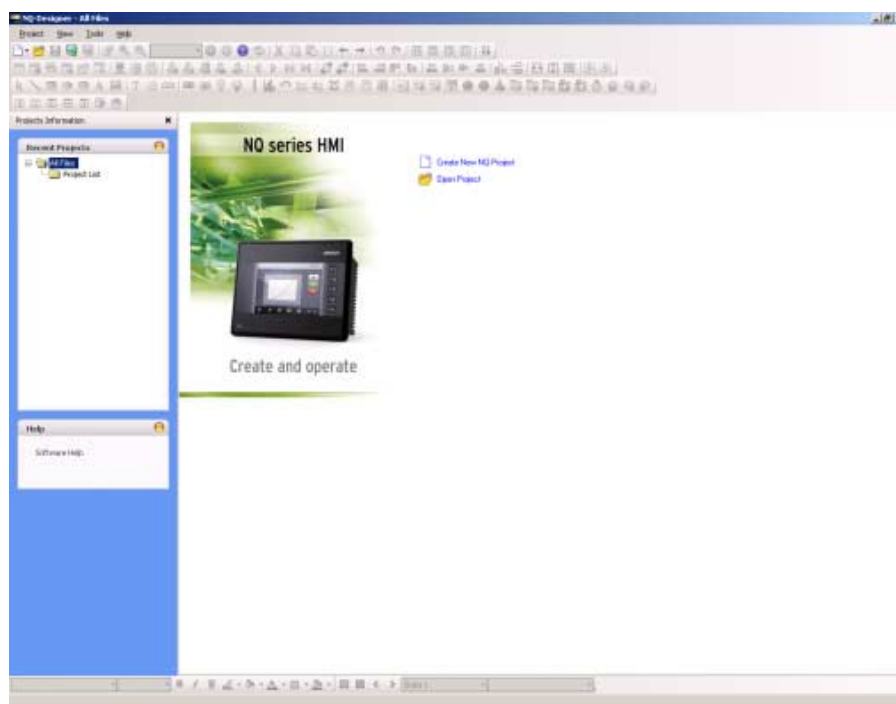 NQ-Designer - All Files
Project View Tools Help
Projects Information
Recent Projects
All Files
Project List
Help
Software Help
NQ series HMI
Create and operate
Create New NQ Project
Open Project